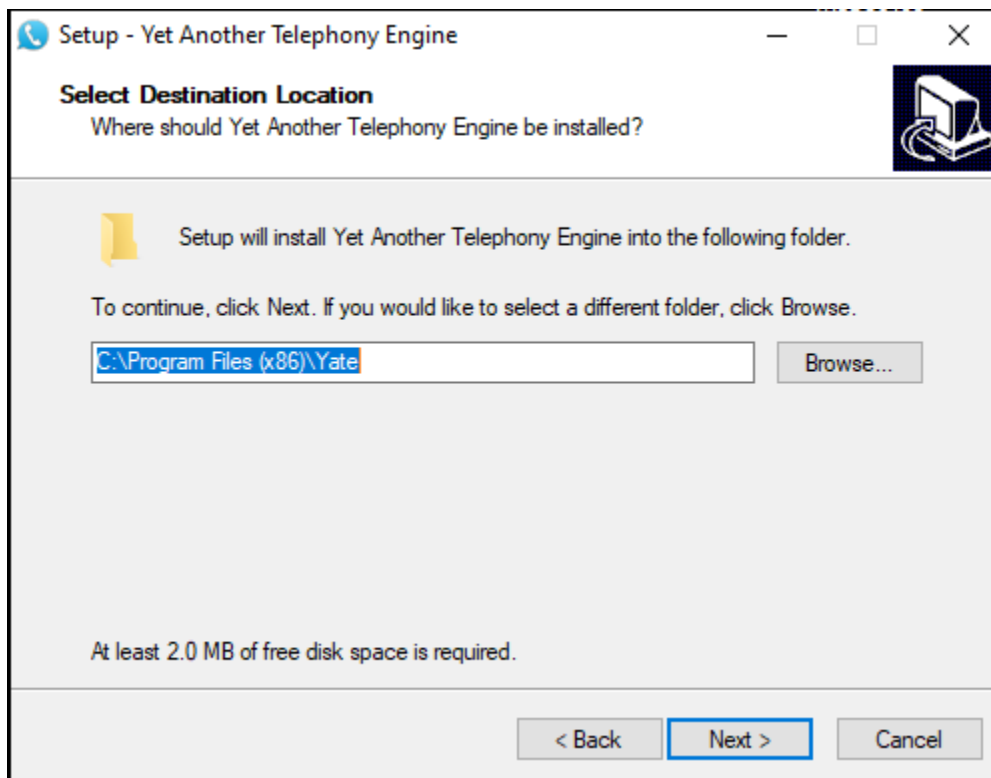 Setup - Yet Another Telephony Engine
Select Destination Location
Where should Yet Another Telephony Engine be installed?
Setup will install Yet Another Telephony Engine into the following folder.
To continue, click Next. If you would like to select a different folder, click Browse.
C:\Program Files (x86)\Yate
Browse...
At least 2.0 MB of free disk space is required.
< Back
Next >
Cancel